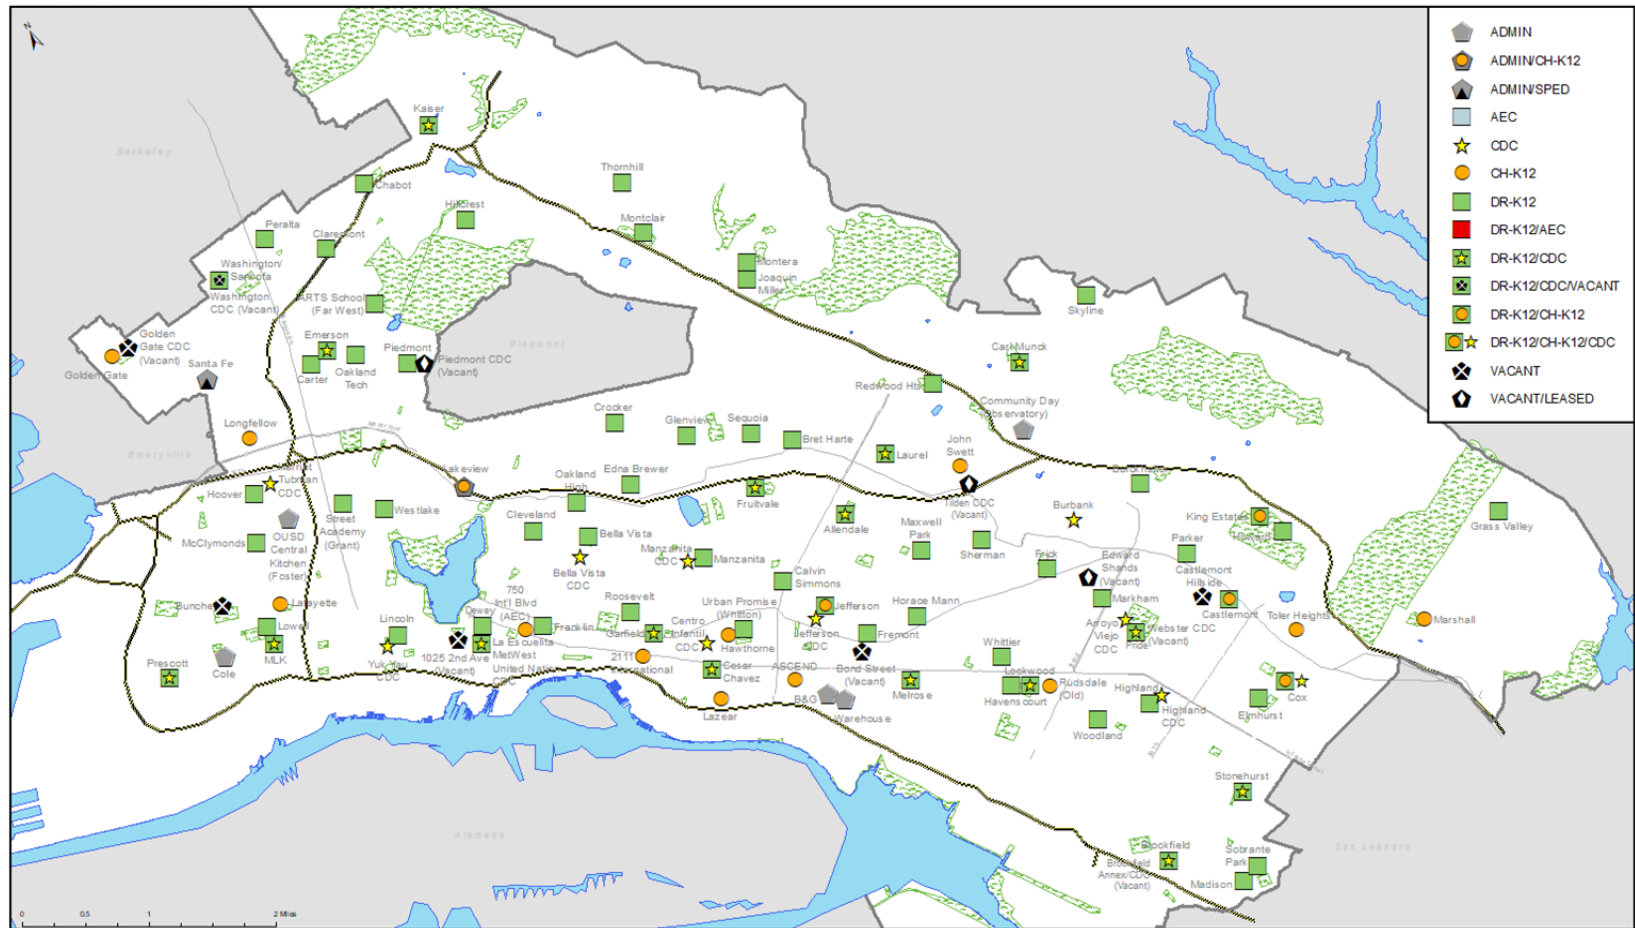 N
ADMIN
ADMIN/CH-K12
ADMIN/SPED
AEC
CDC
CH-K12
DR-K12
DR-K12/AEC
DR-K12/CDC
DR-K12/CDC/VACANT
DR-K12/CH-K12
DR-K12/CH-K12/CDC
VACANT
VACANT/LEASED
Kaiser
Berkeley
Thornhill
Chabot
Hillcrest
Montclair
Peralta
Claremont
Washington/
Sankofa
Washington
CDC (Vacant)
Montera
Joaquin
Miller
ARTS School
(Far West)
Skyline
Golden
Gate CDC
(Vacant)
Golden Gate
Santa Fe
Emerson
Carter
Oakland
Tech
Piedmont
Piedmont CDC
(Vacant)
Piedmont
Carl Munck
Redwood Hts
Community Day
(Observatory)
Crocker
Glenview
Sequoia
Bret Harte
Longfellow
Emeryville
Laurel
John
Swett
Lakeview
Tubman
CDC
Hoover
Oakland
High
Edna Brewer
Fruitvale
Tilden CDC
(Vacant)
Burbank
Grass Valley
Street
Academy
(Grant)
Westlake
Cleveland
Bella Vista
Bella Vista
CDC
Allendale
Maxwell
Park
Sherman
King Estates
Howard
McClymonds
OUSD
Central
Kitchen
(Foster)
Manzanita
CDC
Manzanita
Calvin
Simmons
Frick
Edward
Shands
(Vacant)
Parker
Castlemont
Hillside
(Vacant)
Castlemont
Markham
Bunche
Lafayette
Lowell
MLK
Lincoln
Yuk Yau
CDC
Dewey
750
Int'l Blvd
(AEC)
1025 2nd Ave
(Vacant)
La Escuelita
MetWest
United Nation
CDC
Franklin
Roosevelt
Garfield
Centro
Infantil
CDC
Urban Promise
(Whitton)
Hawthorne
Jefferson
Jefferson
CDC
Horace Mann
Fremont
Bond Street
(Vacant)
Arroyo
Viejo
CDC
Webster CDC
(Vacant)
Pride
Toler Heights
Marshall
Prescott
Cole
2111
International
Cesar
Chavez
ASCEND
Lazear
B&G
Warehouse
Melrose
Whittier
Lockwood
Havenscourt
Rudsdale
(Old)
Highland
Highland
CDC
Woodland
Cox
Elmhurst
Stonehurst
Brookfield
Brookfield
Annex/CDC
(Vacant)
Sobrante
Park
Madison
Alameda
San Leandro
0 0.5 1 2 Miles